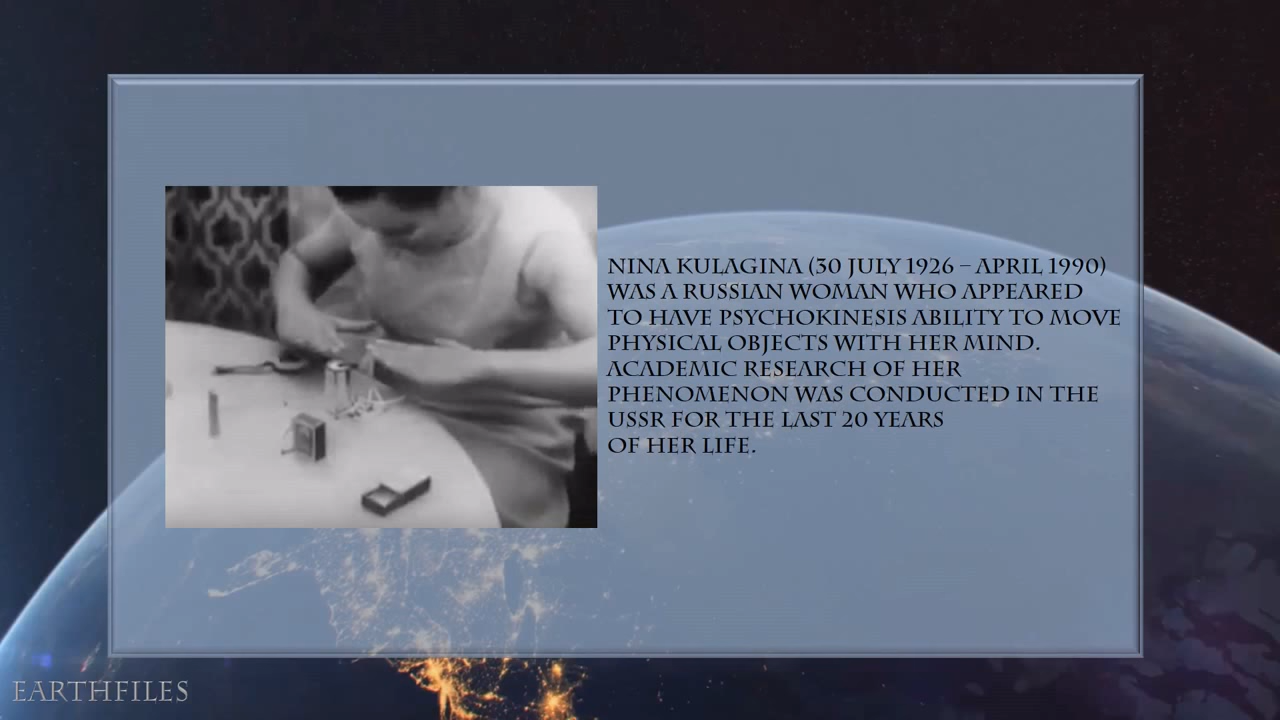 NINA KULAGINA (30 JULY 1926 – APRIL 1990)
WAS A RUSSIAN WOMAN WHO APPEARED
TO HAVE PSYCHOKINESIS ABILITY TO MOVE
PHYSICAL OBJECTS WITH HER MIND.
ACADEMIC RESEARCH OF HER
PHENOMENON WAS CONDUCTED IN THE
USSR FOR THE LAST 20 YEARS
OF HER LIFE.
EARTHFILES